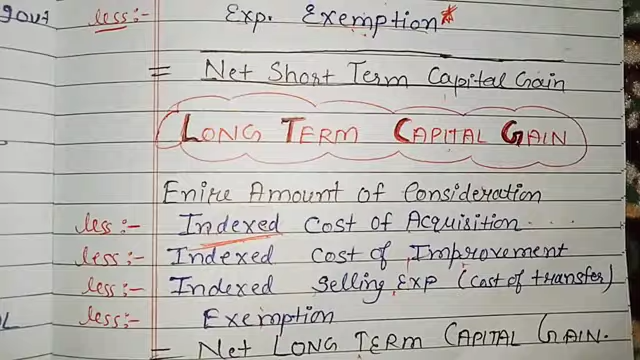 govt less:- Exp. Exemption*
= Net Short Term Capital Gain
LONG TERM CAPITAL GAIN
Enire Amount of Consideration
less:- Indexed Cost of Acquisition....
less:- Indexed Cost of Improvement
less:- Indexed Selling Exp (Cost of transfer)
less:- Exemption
= Net LONG TERM CAPITAL GAIN.